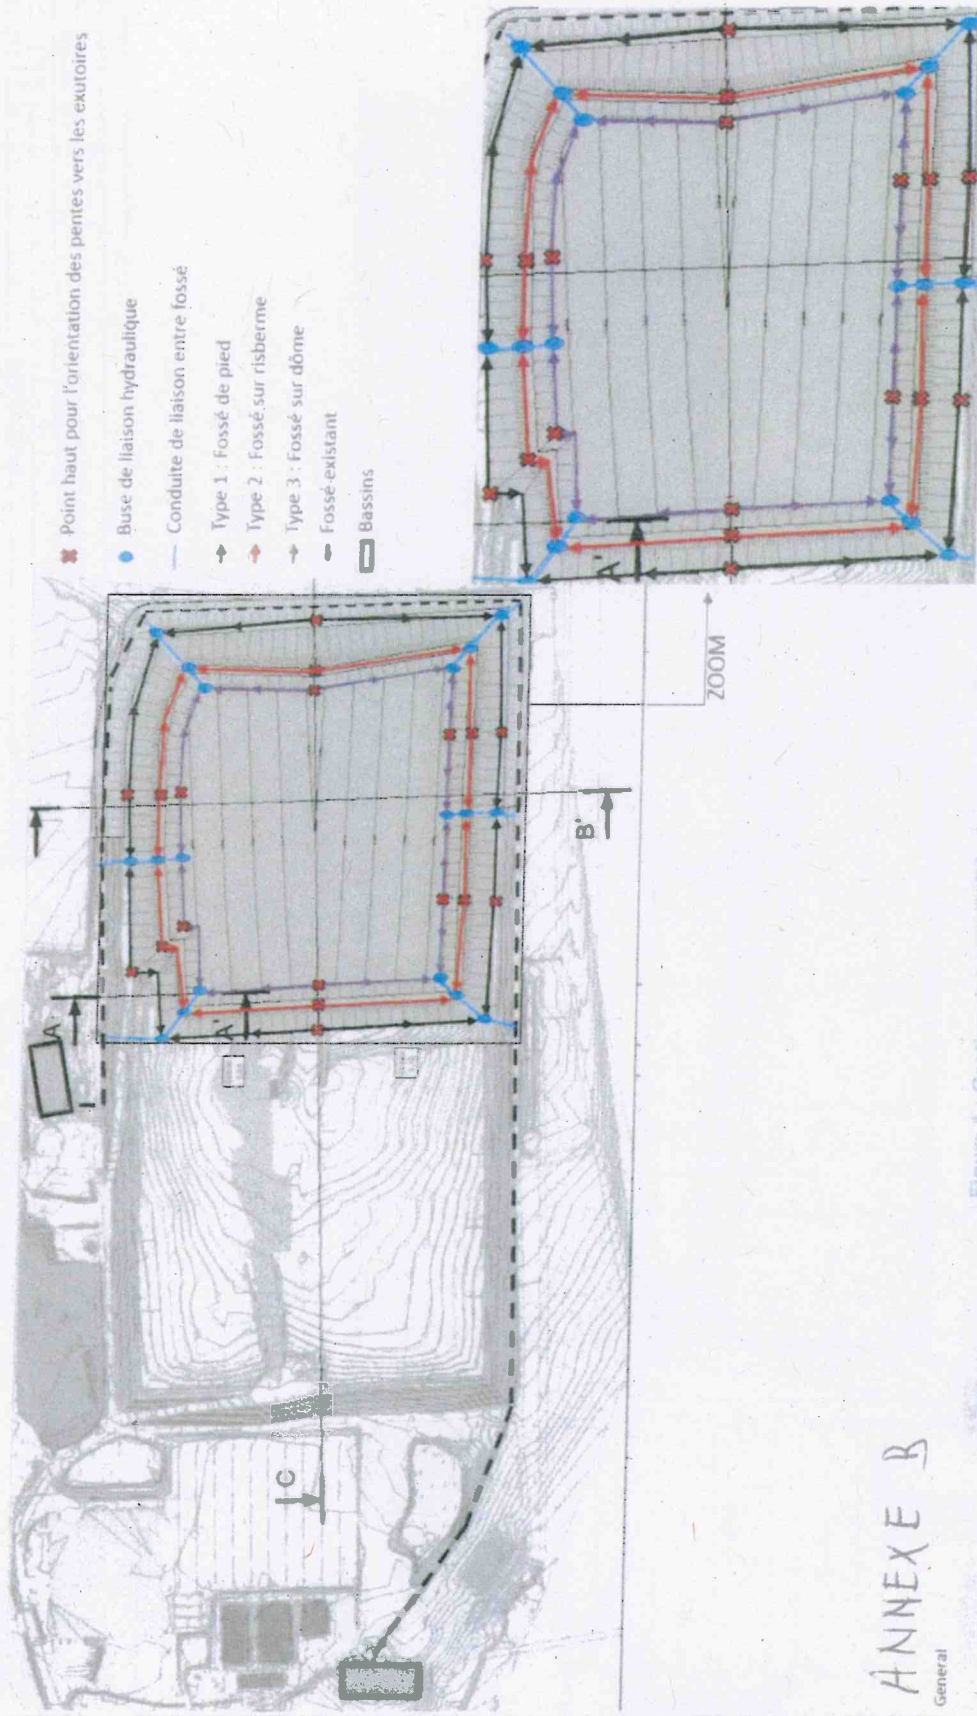 Point haut pour l'orientation des pentes vers les exutoires
Buse de liaison hydraulique
Conduite de liaison entre fossé
Type 1 : Fossé de pied
Type 2 : Fossé sur risberme
Type 3 : Fossé sur dôme
Fossé existant
Bassins
A
A'
B'
C
ZOOM
A'
ANNEXE B
General